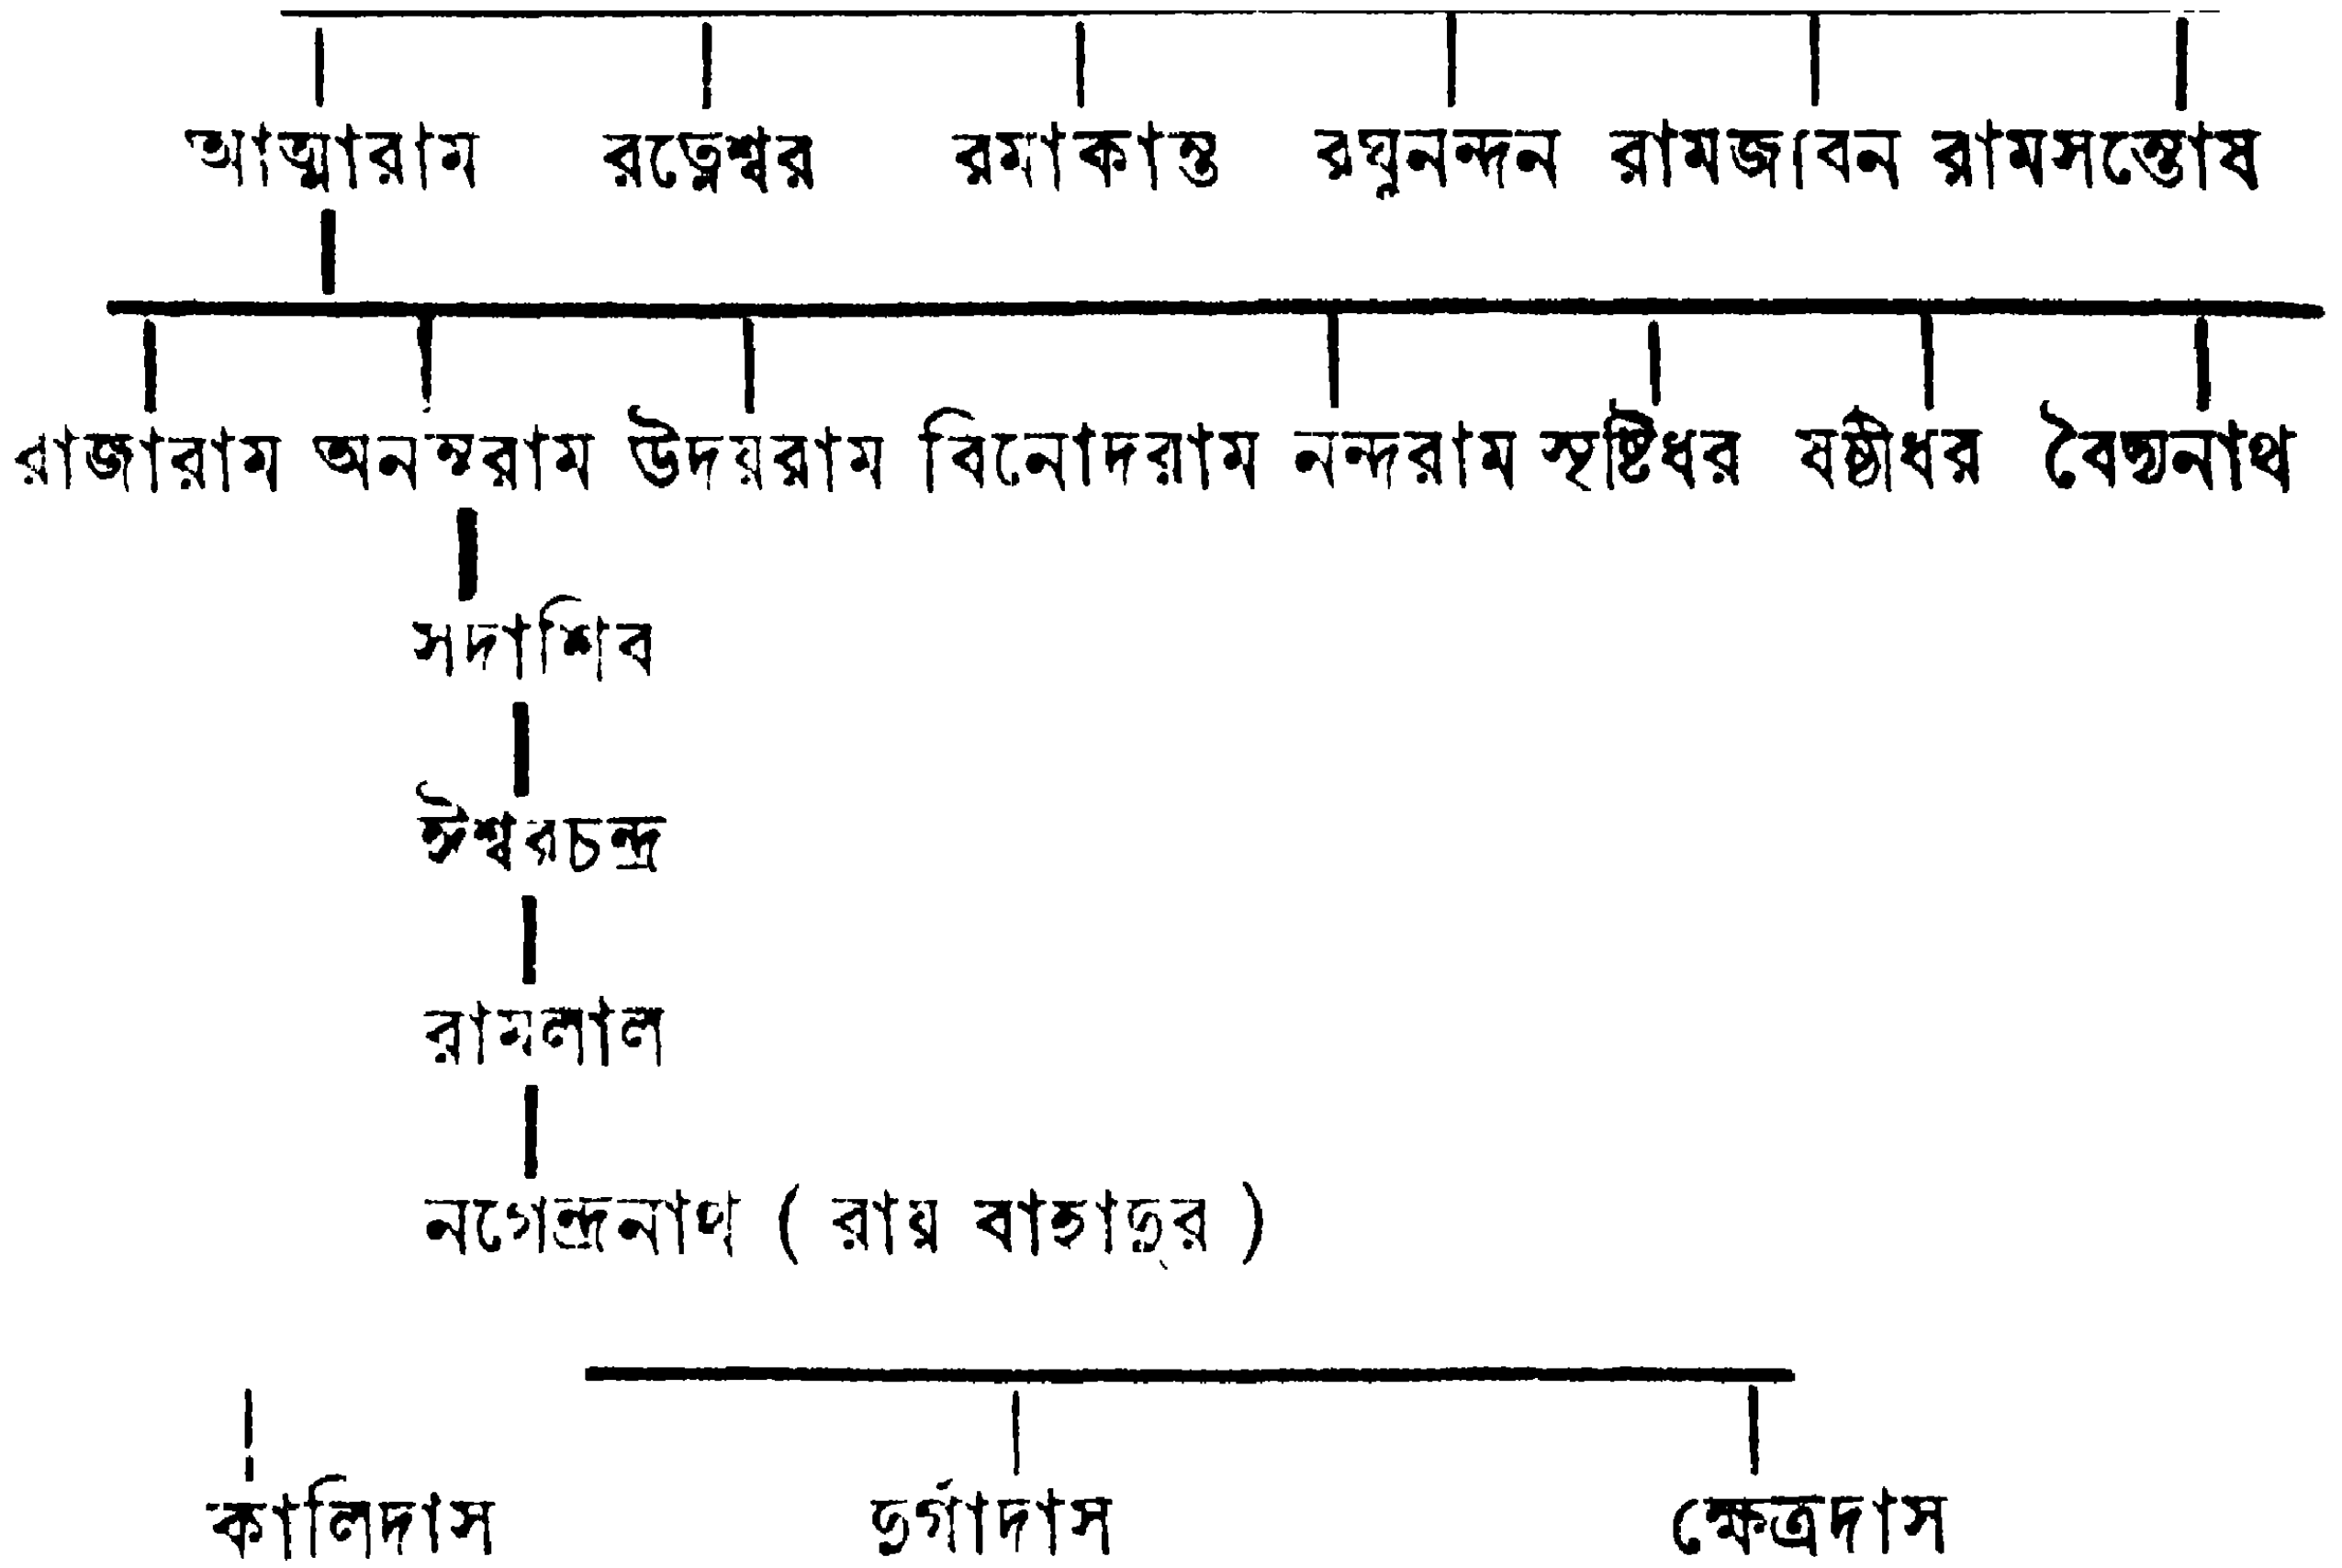 আত্মারাম রত্নেশ্বর রমাকান্ত রঘুনন্দন রামজীবন রামসন্তোষ
রাজারাম অনন্তরাম উদয়রাম বিনোদরাম নন্দরাম সৃষ্টিধর ষষ্ঠীধর বৈদ্যনাথ
সদাশিব
ঈশ্বরচন্দ্র
রামলাল
নগেন্দ্রনাথ ( রায় বাহাদুর )
কালিদাস দুর্গাদাস ক্ষেত্রদাস